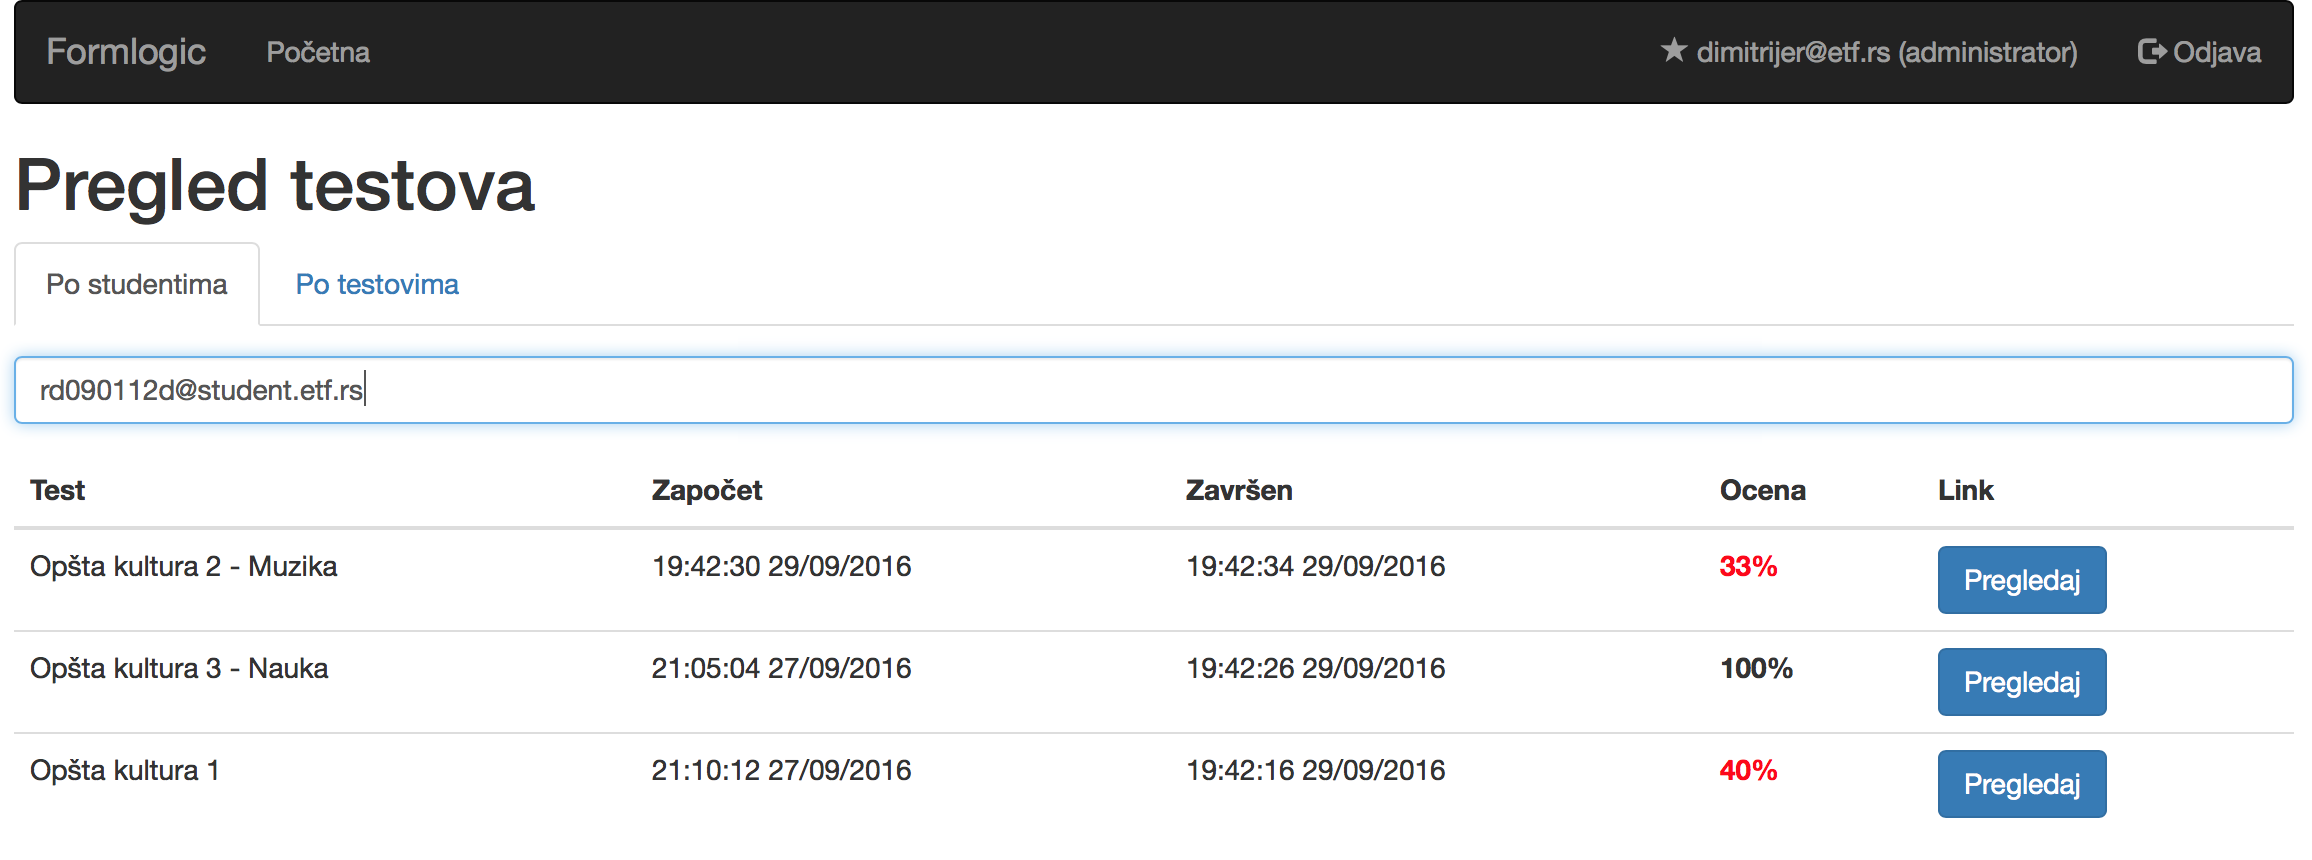 Formlogic Početna ★ dimitrijer@etf.rs (administrator) Odjava
Pregled testova
Po studentima Po testovima
rd090112d@student.etf.rs
Test Započet Završen Ocena Link
Opšta kultura 2 - Muzika 19:42:30 29/09/2016 19:42:34 29/09/2016 33% Pregledaj
Opšta kultura 3 - Nauka 21:05:04 27/09/2016 19:42:26 29/09/2016 100% Pregledaj
Opšta kultura 1 21:10:12 27/09/2016 19:42:16 29/09/2016 40% Pregledaj